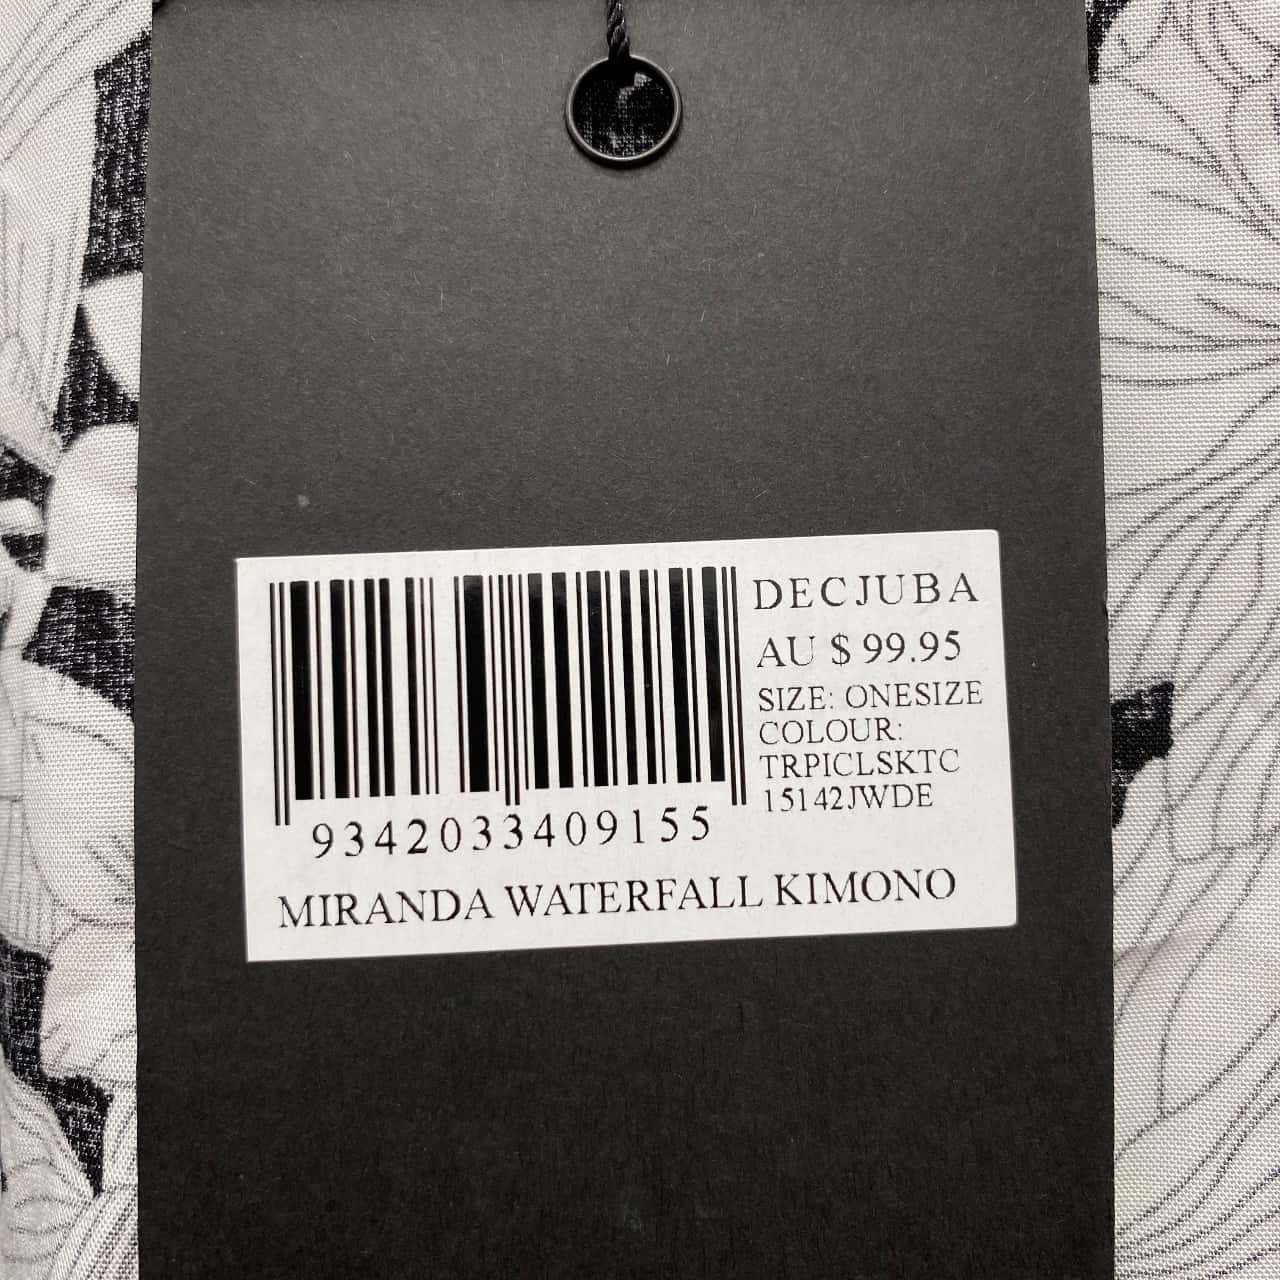 DECJUBA
AU $ 99.95
SIZE: ONESIZE
COLOUR:
TRPICLSKTC
15142JWDE
9342033409155
MIRANDA WATERFALL KIMONO